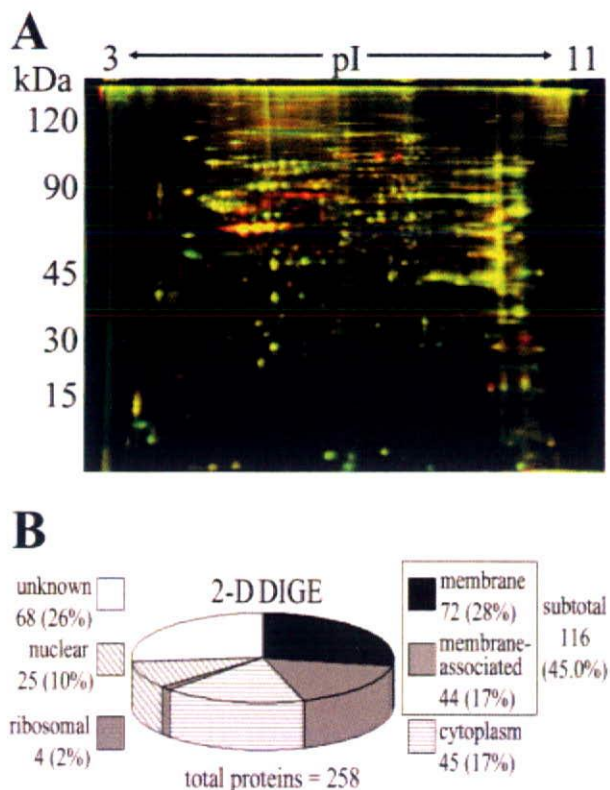 A
3 pI 11
kDa
120
90
45
30
15
B
2-D DIGE
unknown
68 (26%)
nuclear
25 (10%)
ribosomal
4 (2%)
membrane
72 (28%)
membrane-
associated
44 (17%)
subtotal
116
(45.0%)
cytoplasm
45 (17%)
total proteins = 258